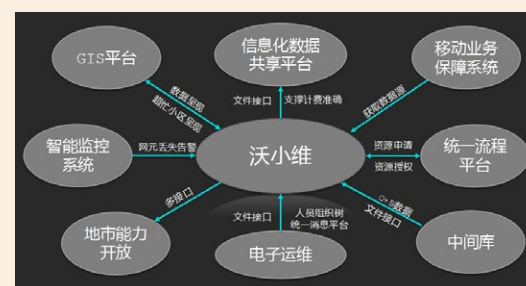 GIS平台
信息化数据
共享平台
移动业务
保障系统
数据呈现
超忙小区呈现
文件接口
支撑计费准确
获取数据源
智能监控
系统
网元丢失告警
沃小维
资源申请
资源授权
统一流程
平台
多接口
文件接口
人员组织树
统一消息平台
O+B数据
文件接口
地市能力
开放
电子运维
中间库